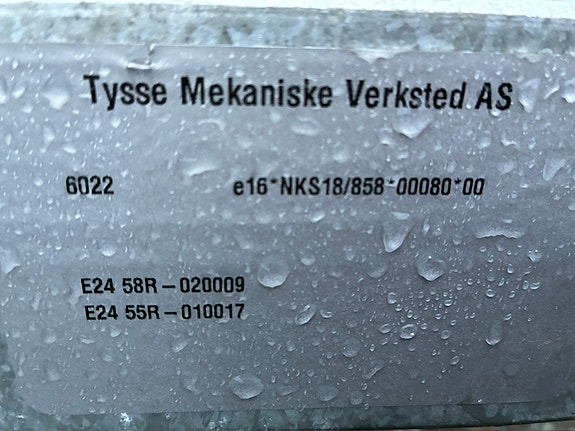 Tysse Mekaniske Verksted AS
6022 e16*NKS18/858*00080*00
E24 58R-020009
E24 55R-010017